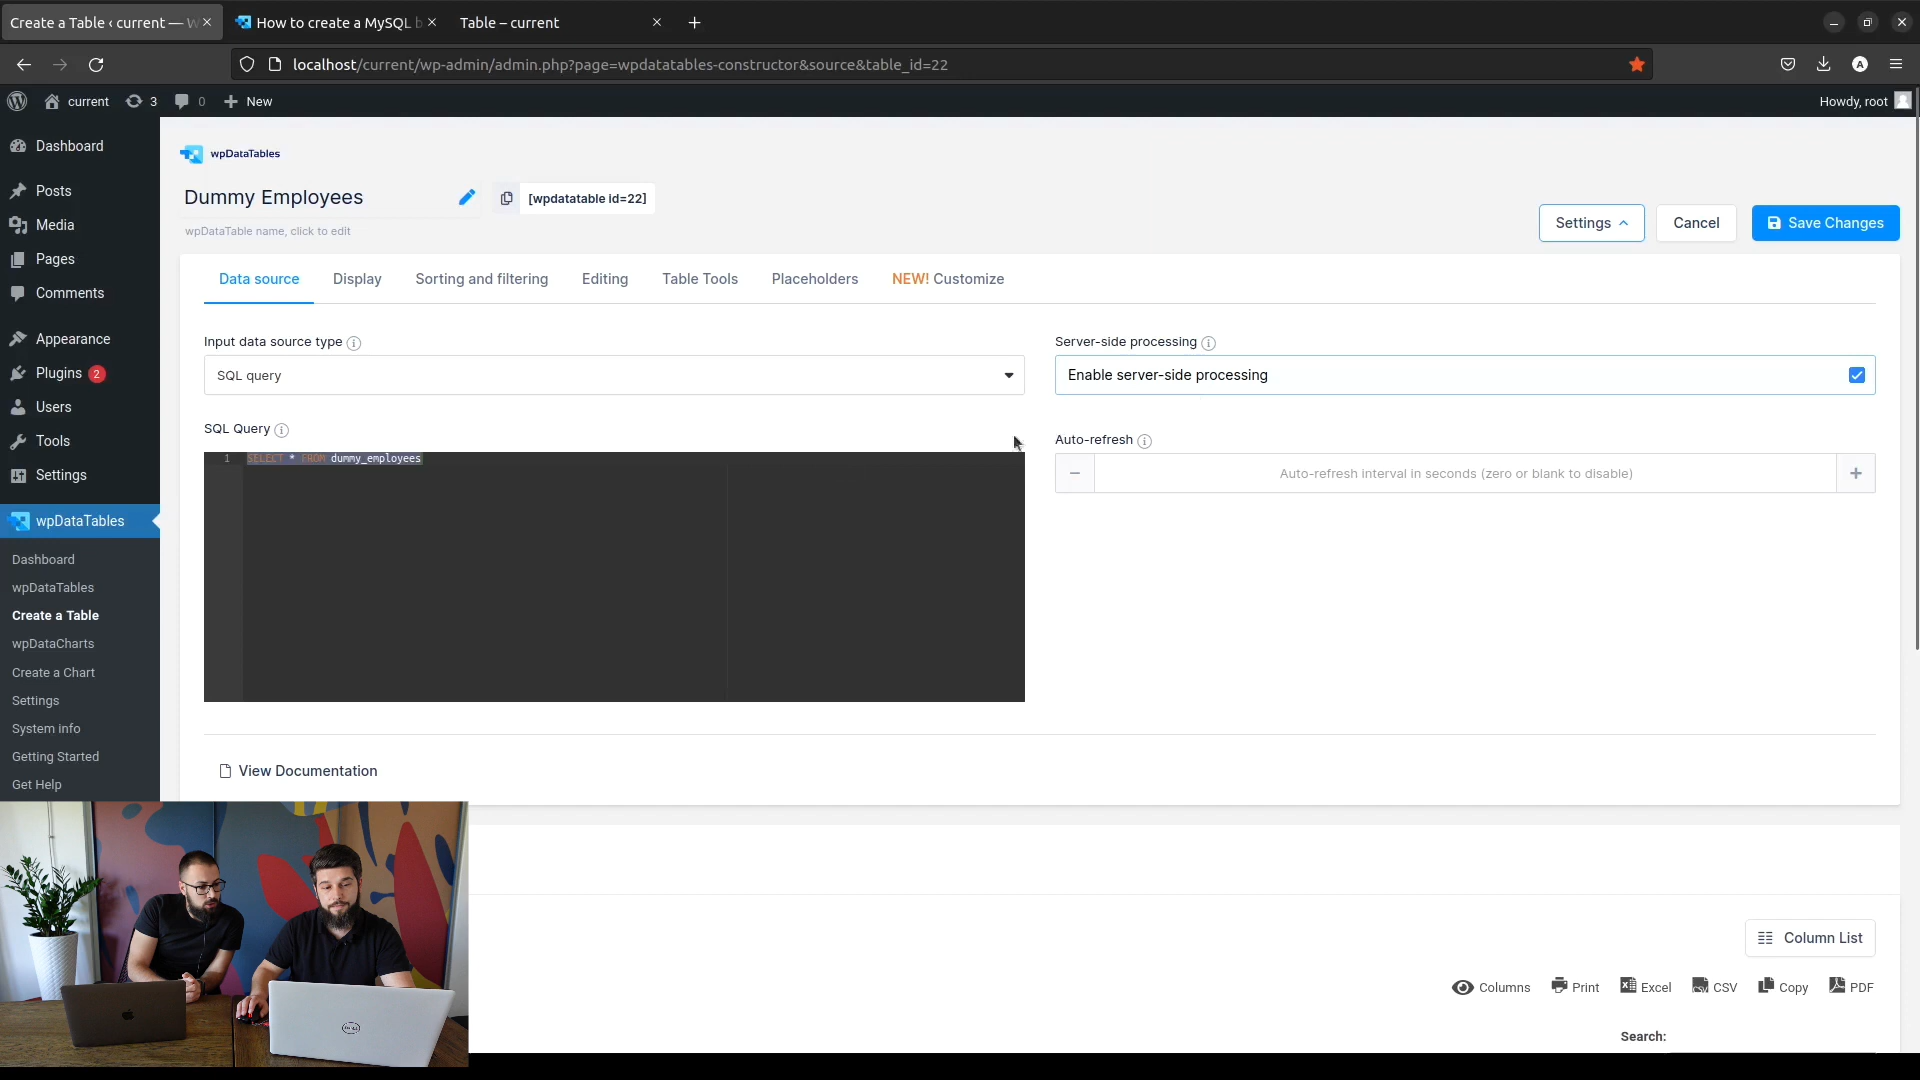 Create a Table ‹ current — W
How to create a MySQL b
Table – current
localhost/current/wp-admin/admin.php?page=wpdatatables-constructor&source&table_id=22
current
3
0
New
Howdy, root
Dashboard
Posts
Media
Pages
Comments
Appearance
Plugins 2
Users
Tools
Settings
wpDataTables
Dashboard
wpDataTables
Create a Table
wpDataCharts
Create a Chart
Settings
System info
Getting Started
Get Help
wpDataTables
Dummy Employees
[wpdatatable id=22]
wpDataTable name, click to edit
Settings
Cancel
Save Changes
Data source
Display
Sorting and filtering
Editing
Table Tools
Placeholders
NEW! Customize
Input data source type
SQL query
Server-side processing
Enable server-side processing
SQL Query
1 SELECT * FROM dummy_employees
Auto-refresh
Auto-refresh interval in seconds (zero or blank to disable)
View Documentation
Column List
Columns
Print
Excel
CSV
Copy
PDF
Search:
DELL